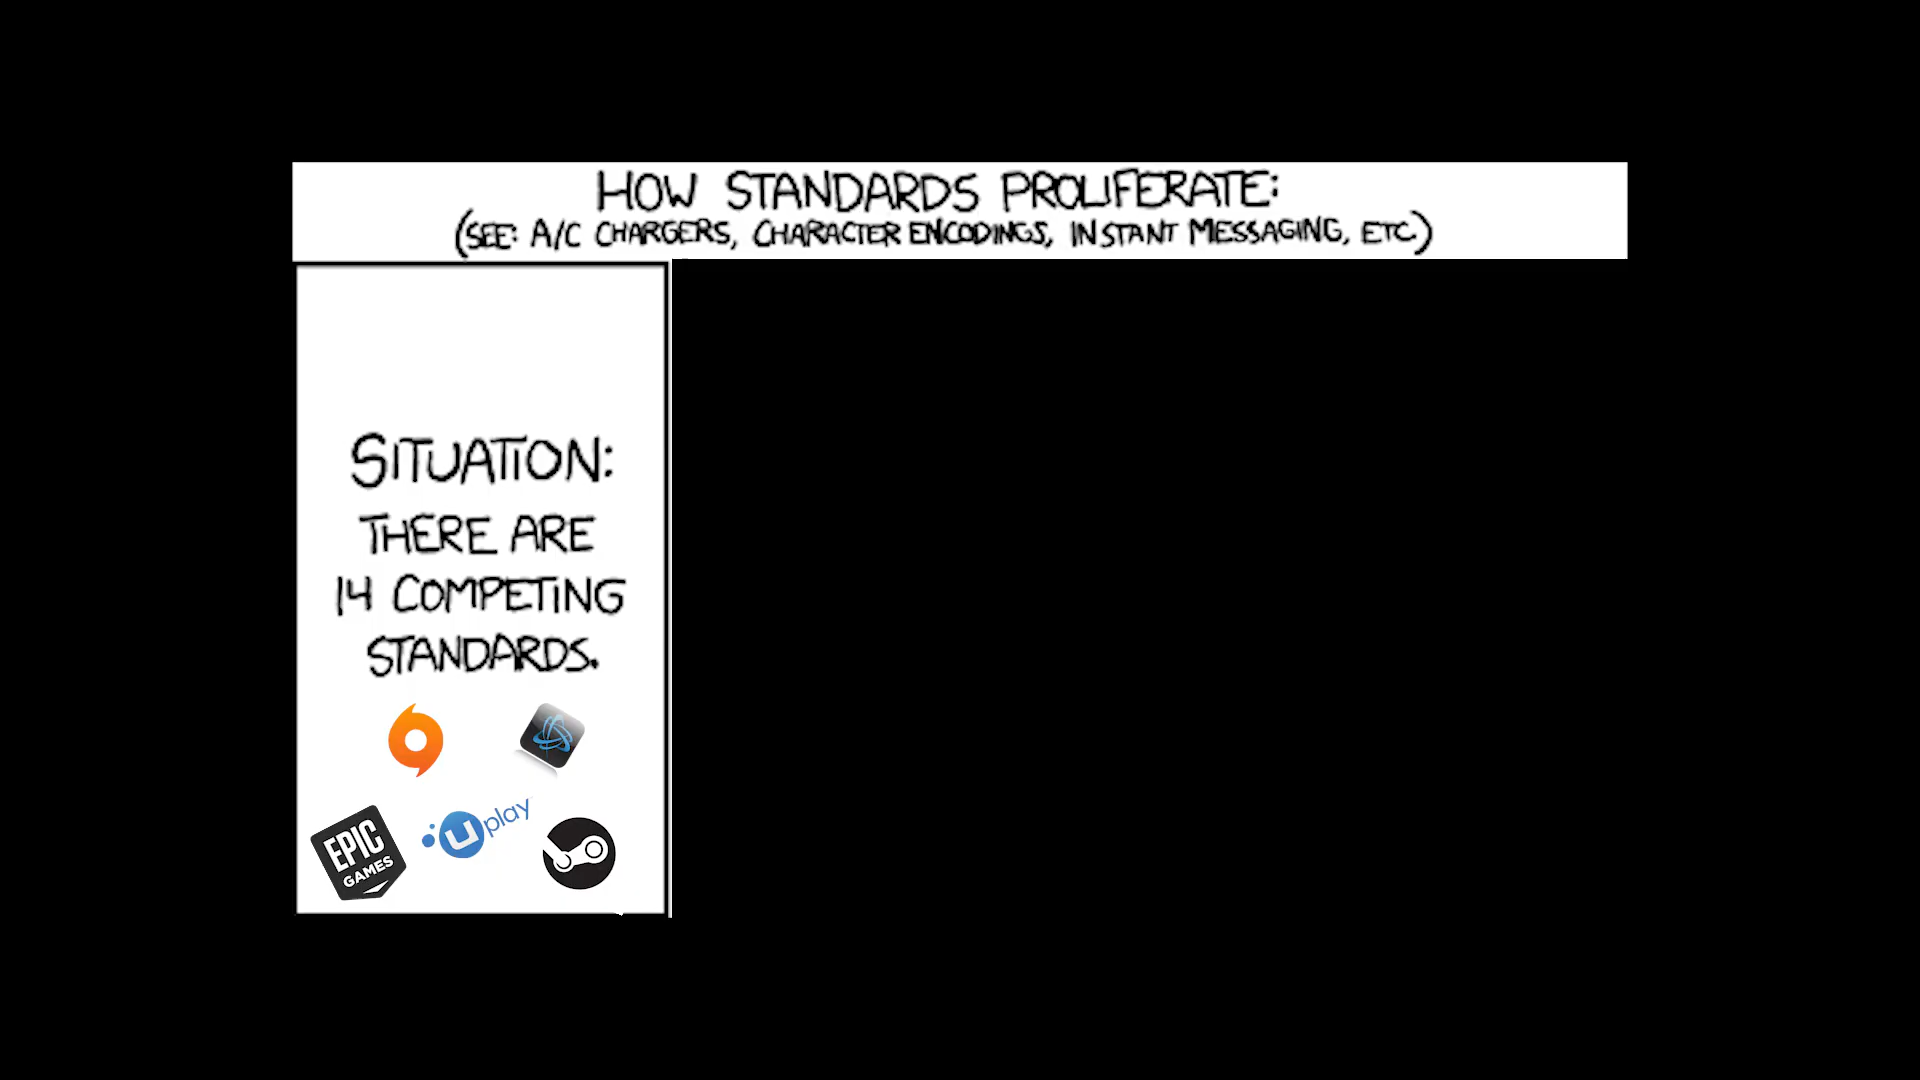 HOW STANDARDS PROLIFERATE:
(SEE: A/C CHARGERS, CHARACTER ENCODINGS, INSTANT MESSAGING, ETC.)
SITUATION:
THERE ARE
14 COMPETING
STANDARDS.
EPIC
GAMES
Uplay